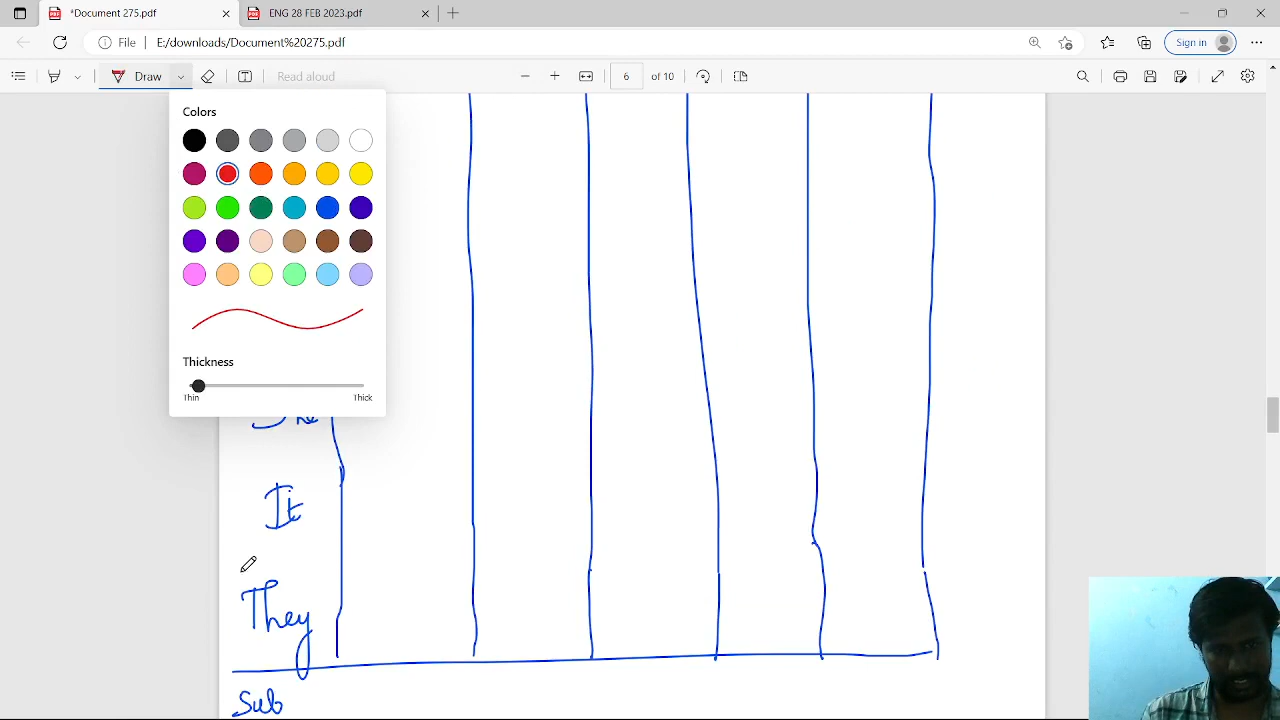 *Document 275.pdf
ENG 28 FEB 2023.pdf
File E:/downloads/Document%20275.pdf
Sign in
Draw
Read aloud
6 of 10
Colors
Thickness
Thin Thick
It
They
Sub